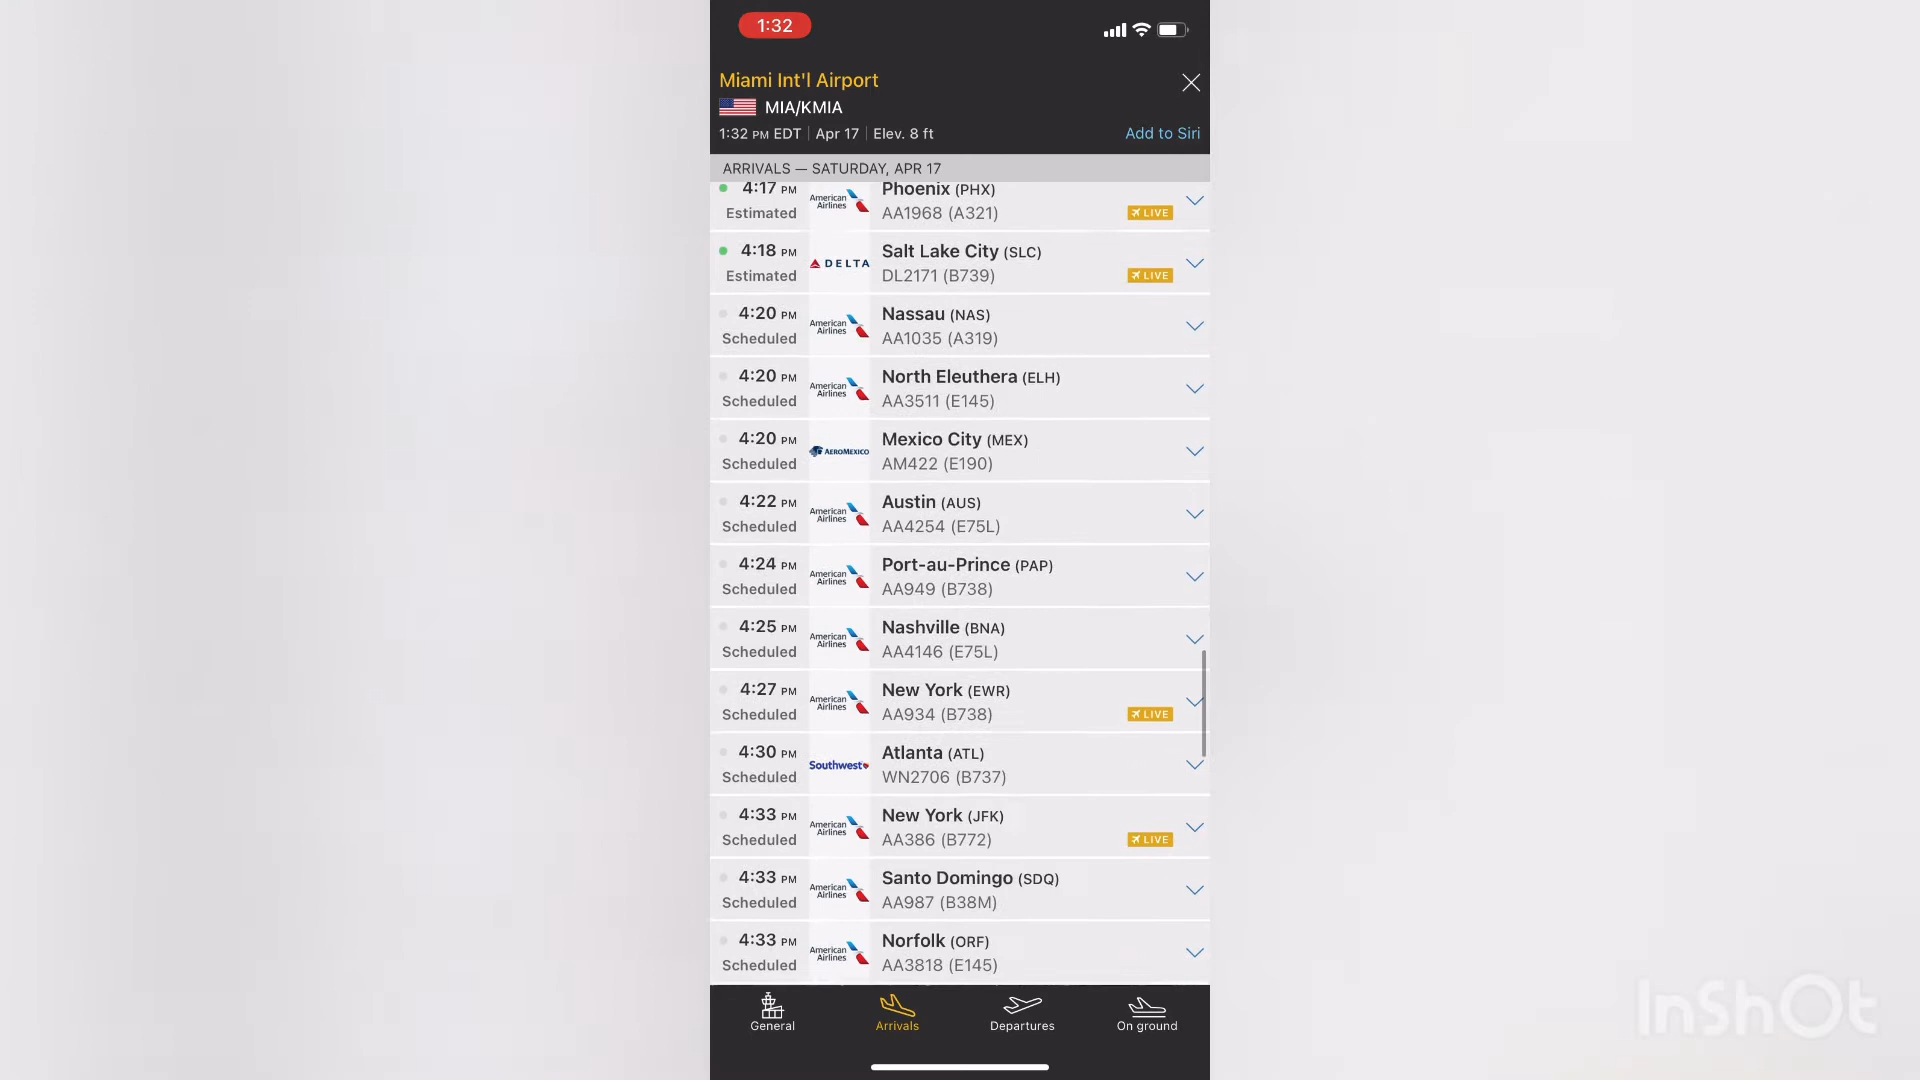 1:32
Miami Int'l Airport
MIA/KMIA
1:32 PM EDT | Apr 17 | Elev. 8 ft
Add to Siri
ARRIVALS — SATURDAY, APR 17
4:17 PM
American Airlines
Phoenix (PHX)
Estimated
AA1968 (A321)
LIVE
4:18 PM
DELTA
Salt Lake City (SLC)
Estimated
DL2171 (B739)
LIVE
4:20 PM
American Airlines
Nassau (NAS)
Scheduled
AA1035 (A319)
4:20 PM
American Airlines
North Eleuthera (ELH)
Scheduled
AA3511 (E145)
4:20 PM
AEROMEXICO
Mexico City (MEX)
Scheduled
AM422 (E190)
4:22 PM
American Airlines
Austin (AUS)
Scheduled
AA4254 (E75L)
4:24 PM
American Airlines
Port-au-Prince (PAP)
Scheduled
AA949 (B738)
4:25 PM
American Airlines
Nashville (BNA)
Scheduled
AA4146 (E75L)
4:27 PM
American Airlines
New York (EWR)
Scheduled
AA934 (B738)
LIVE
4:30 PM
Southwest
Atlanta (ATL)
Scheduled
WN2706 (B737)
4:33 PM
American Airlines
New York (JFK)
Scheduled
AA386 (B772)
LIVE
4:33 PM
American Airlines
Santo Domingo (SDQ)
Scheduled
AA987 (B38M)
4:33 PM
American Airlines
Norfolk (ORF)
Scheduled
AA3818 (E145)
General
Arrivals
Departures
On ground
InShOt